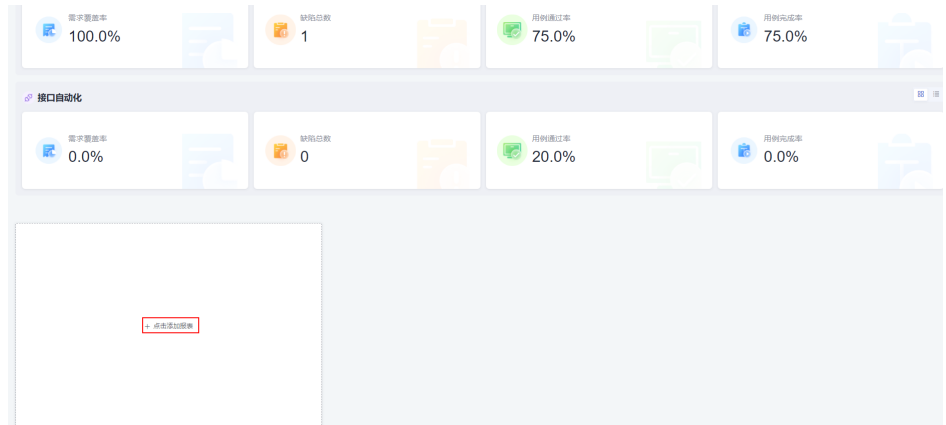 需求覆盖率 缺陷总数 用例通过率 用例完成率
100.0% 1 75.0% 75.0%
接口自动化
需求覆盖率 缺陷总数 用例通过率 用例完成率
0.0% 0 20.0% 0.0%
+ 点击添加报表